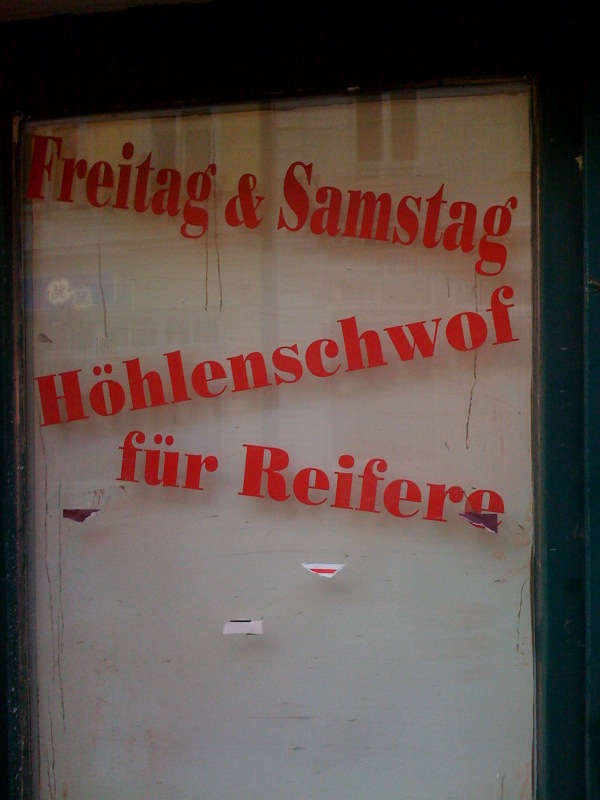 Freitag & Samstag
Höhlenschwof
für Reifere